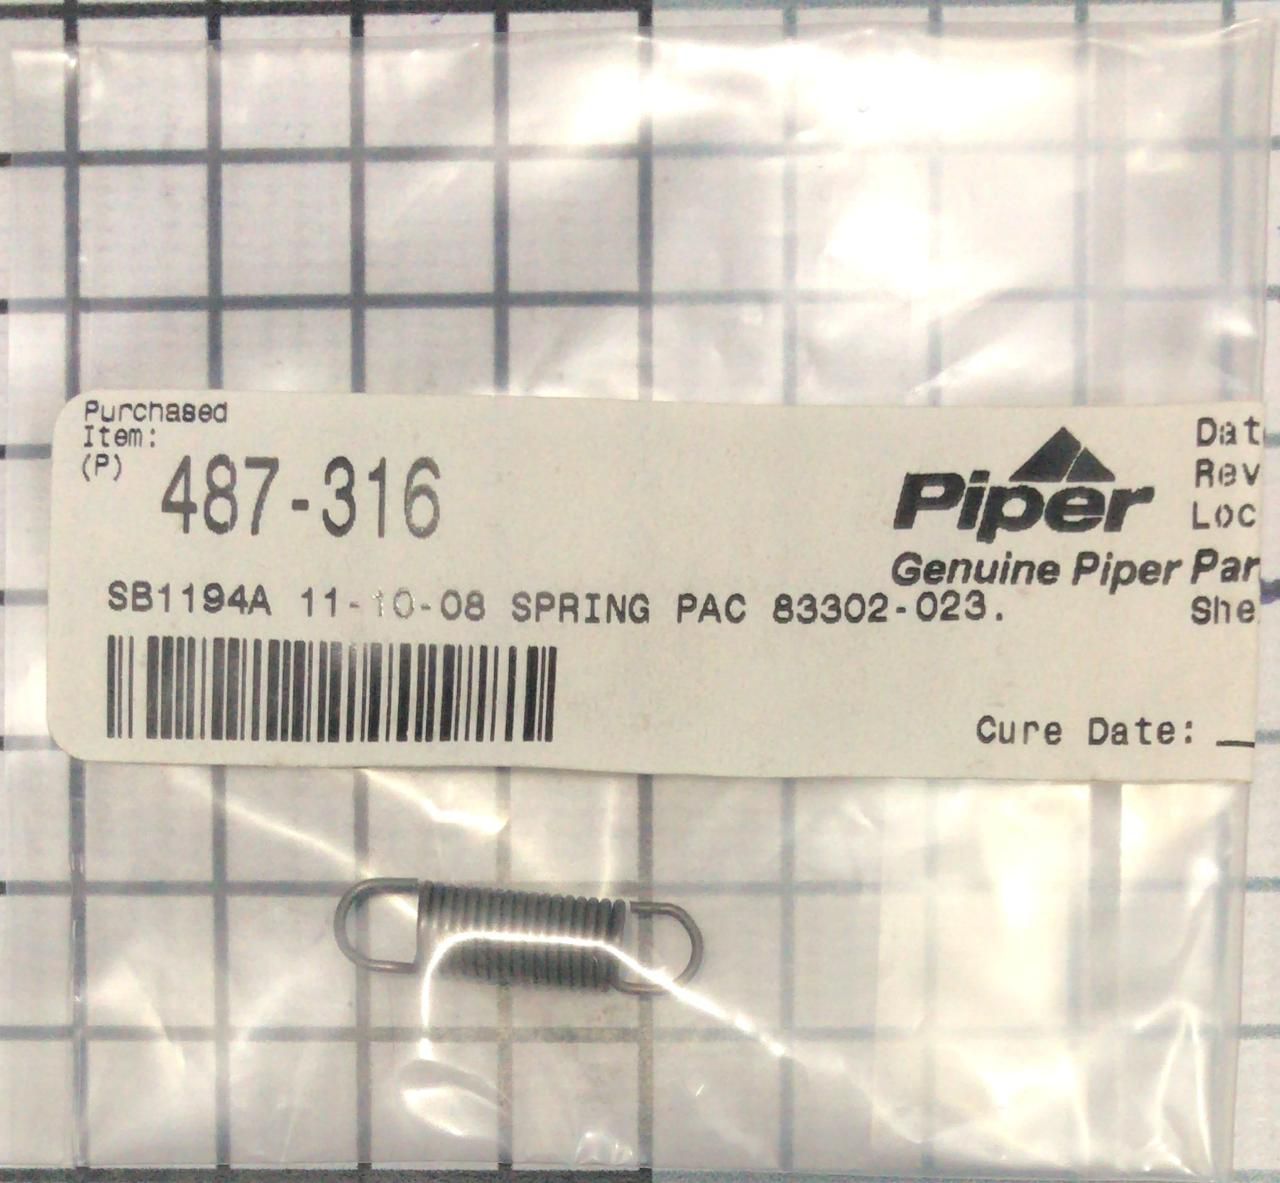 Purchased
Item:
(P)
487-316
Piper
Genuine Piper Par
Dat
Rev
Loc
SB1194A 11-10-08 SPRING PAC 83302-023.
She
Cure Date: _